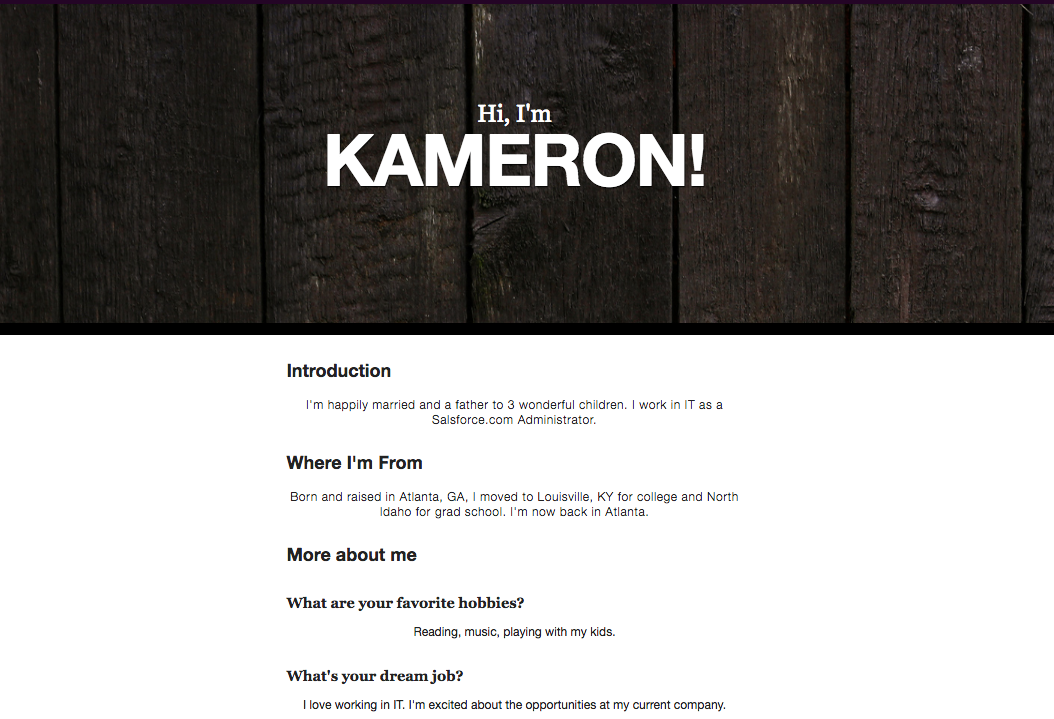 Hi, I'm
KAMERON!
Introduction
I'm happily married and a father to 3 wonderful children. I work in IT as a
Salsforce.com Administrator.
Where I'm From
Born and raised in Atlanta, GA, I moved to Louisville, KY for college and North
Idaho for grad school. I'm now back in Atlanta.
More about me
What are your favorite hobbies?
Reading, music, playing with my kids.
What's your dream job?
I love working in IT. I'm excited about the opportunities at my current company.